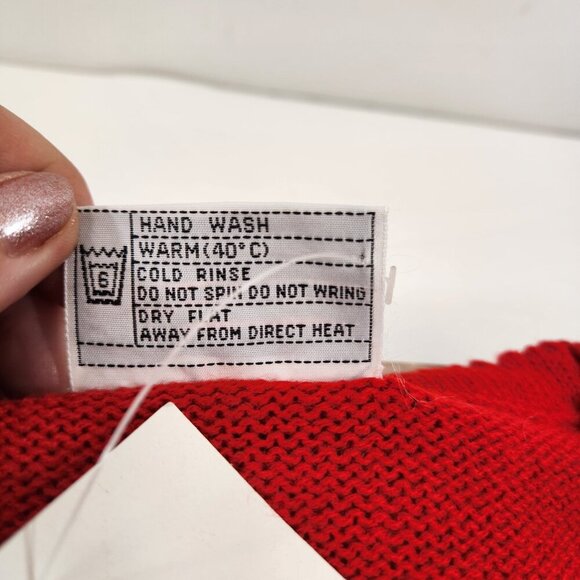 HAND WASH
WARM(40°C)
6
COLD RINSE
DO NOT SPIN DO NOT WRING
DRY FLAT
AWAY FROM DIRECT HEAT